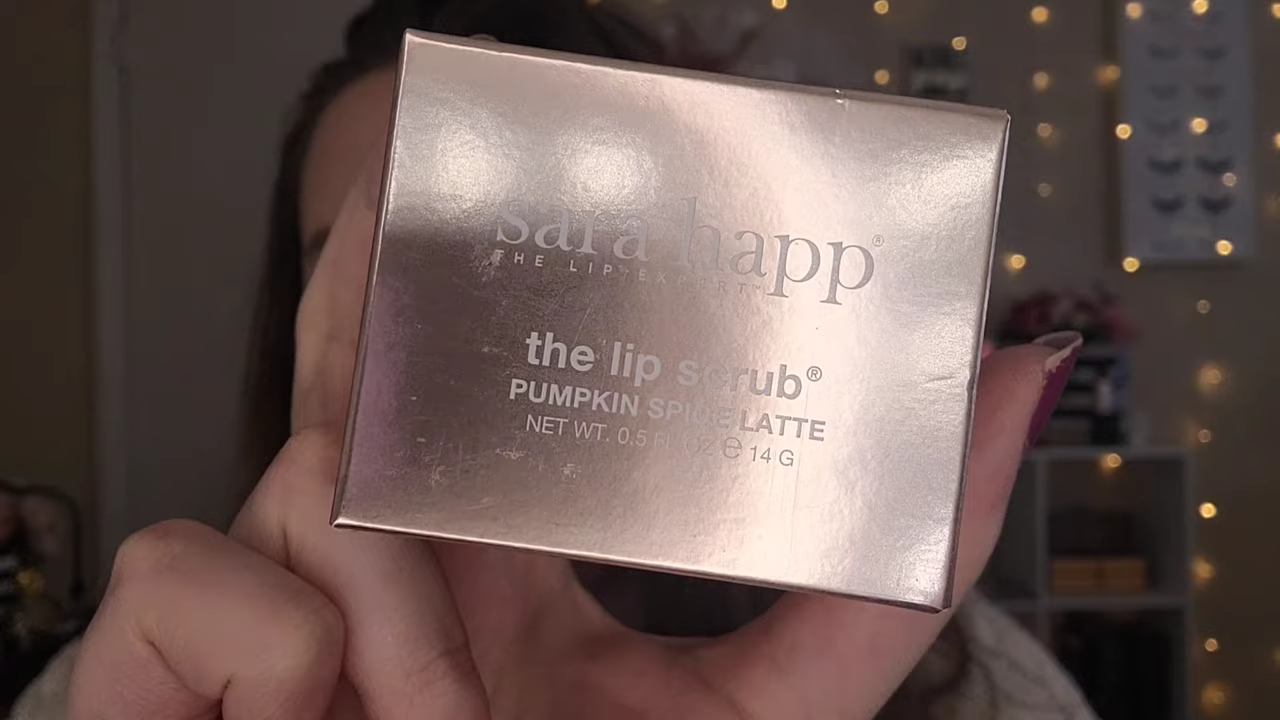 sara happ®
THE LIP EXPERT™
the lip scrub®
PUMPKIN SPICE LATTE
NET WT. 0.5 FL OZ ℮ 14 G